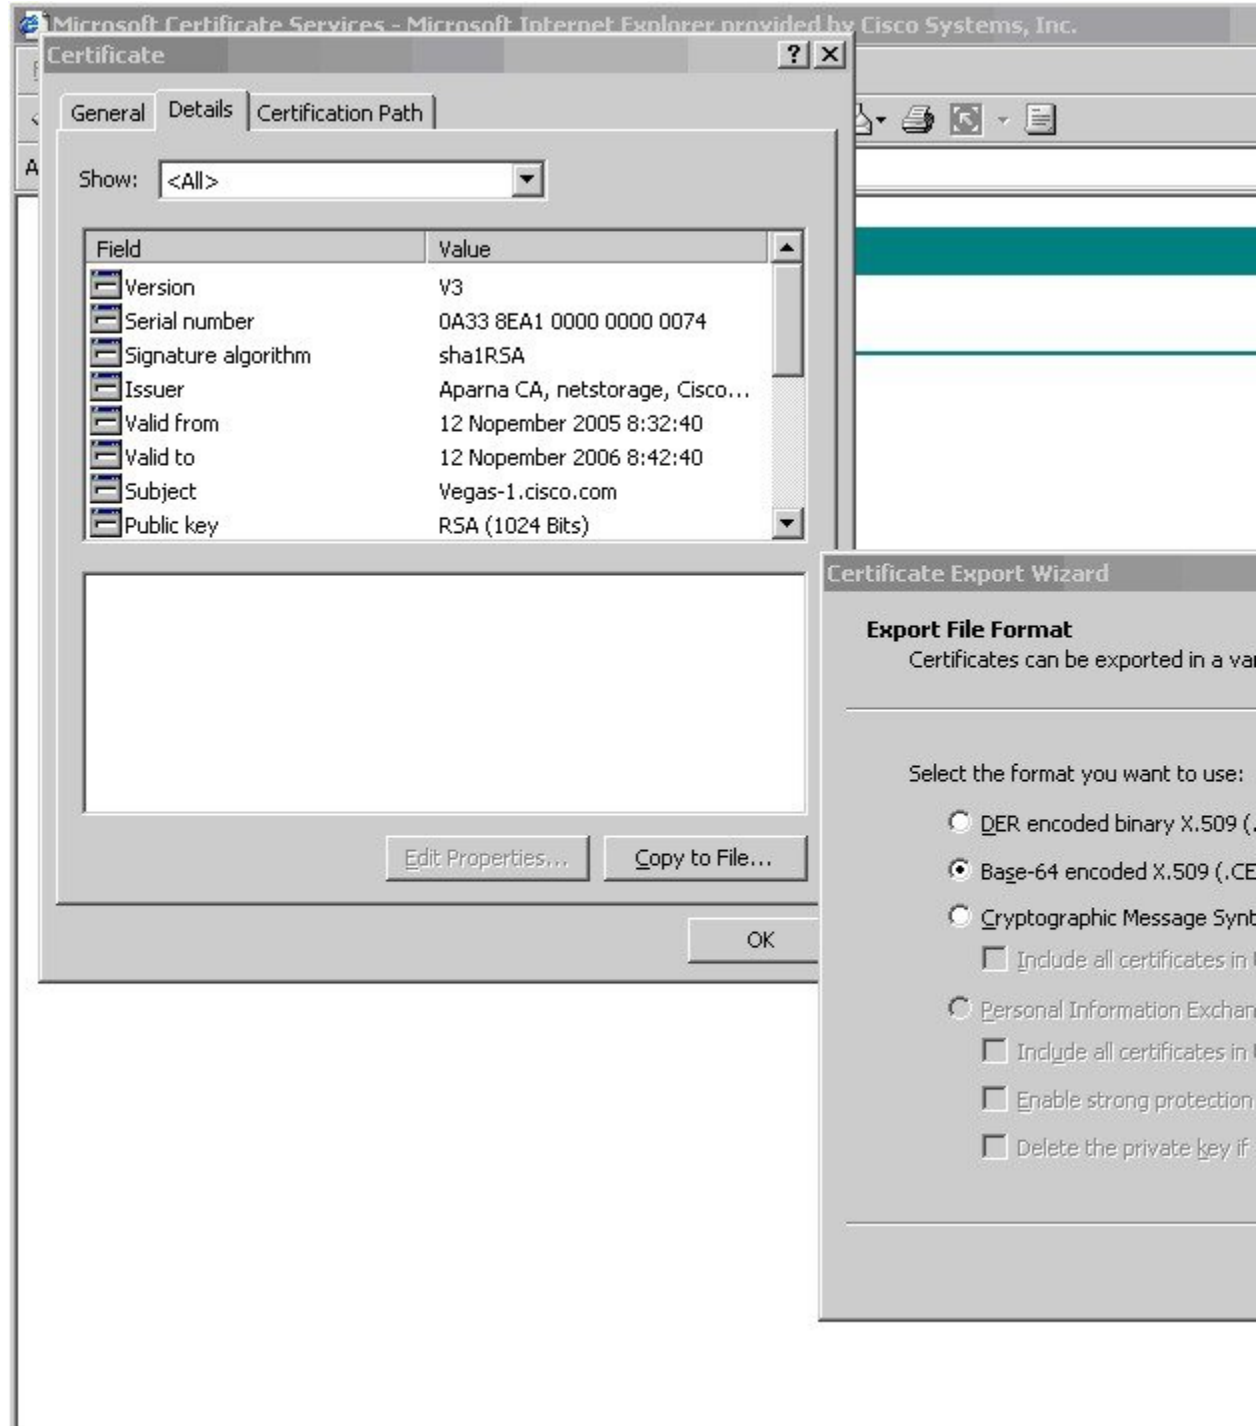 Microsoft Certificate Services - Microsoft Internet Explorer provided by Cisco Systems, Inc.
Certificate
General Details Certification Path
A
Show: <All>
Field Value
Version V3
Serial number 0A33 8EA1 0000 0000 0074
Signature algorithm sha1RSA
Issuer Aparna CA, netstorage, Cisco...
Valid from 12 Nopember 2005 8:32:40
Valid to 12 Nopember 2006 8:42:40
Subject Vegas-1.cisco.com
Public key RSA (1024 Bits)
Edit Properties... Copy to File...
OK
Certificate Export Wizard
Export File Format
Certificates can be exported in a var
Select the format you want to use:
DER encoded binary X.509 (.
Base-64 encoded X.509 (.CE
Cryptographic Message Synt
Include all certificates in
Personal Information Exchan
Include all certificates in
Enable strong protection
Delete the private key if